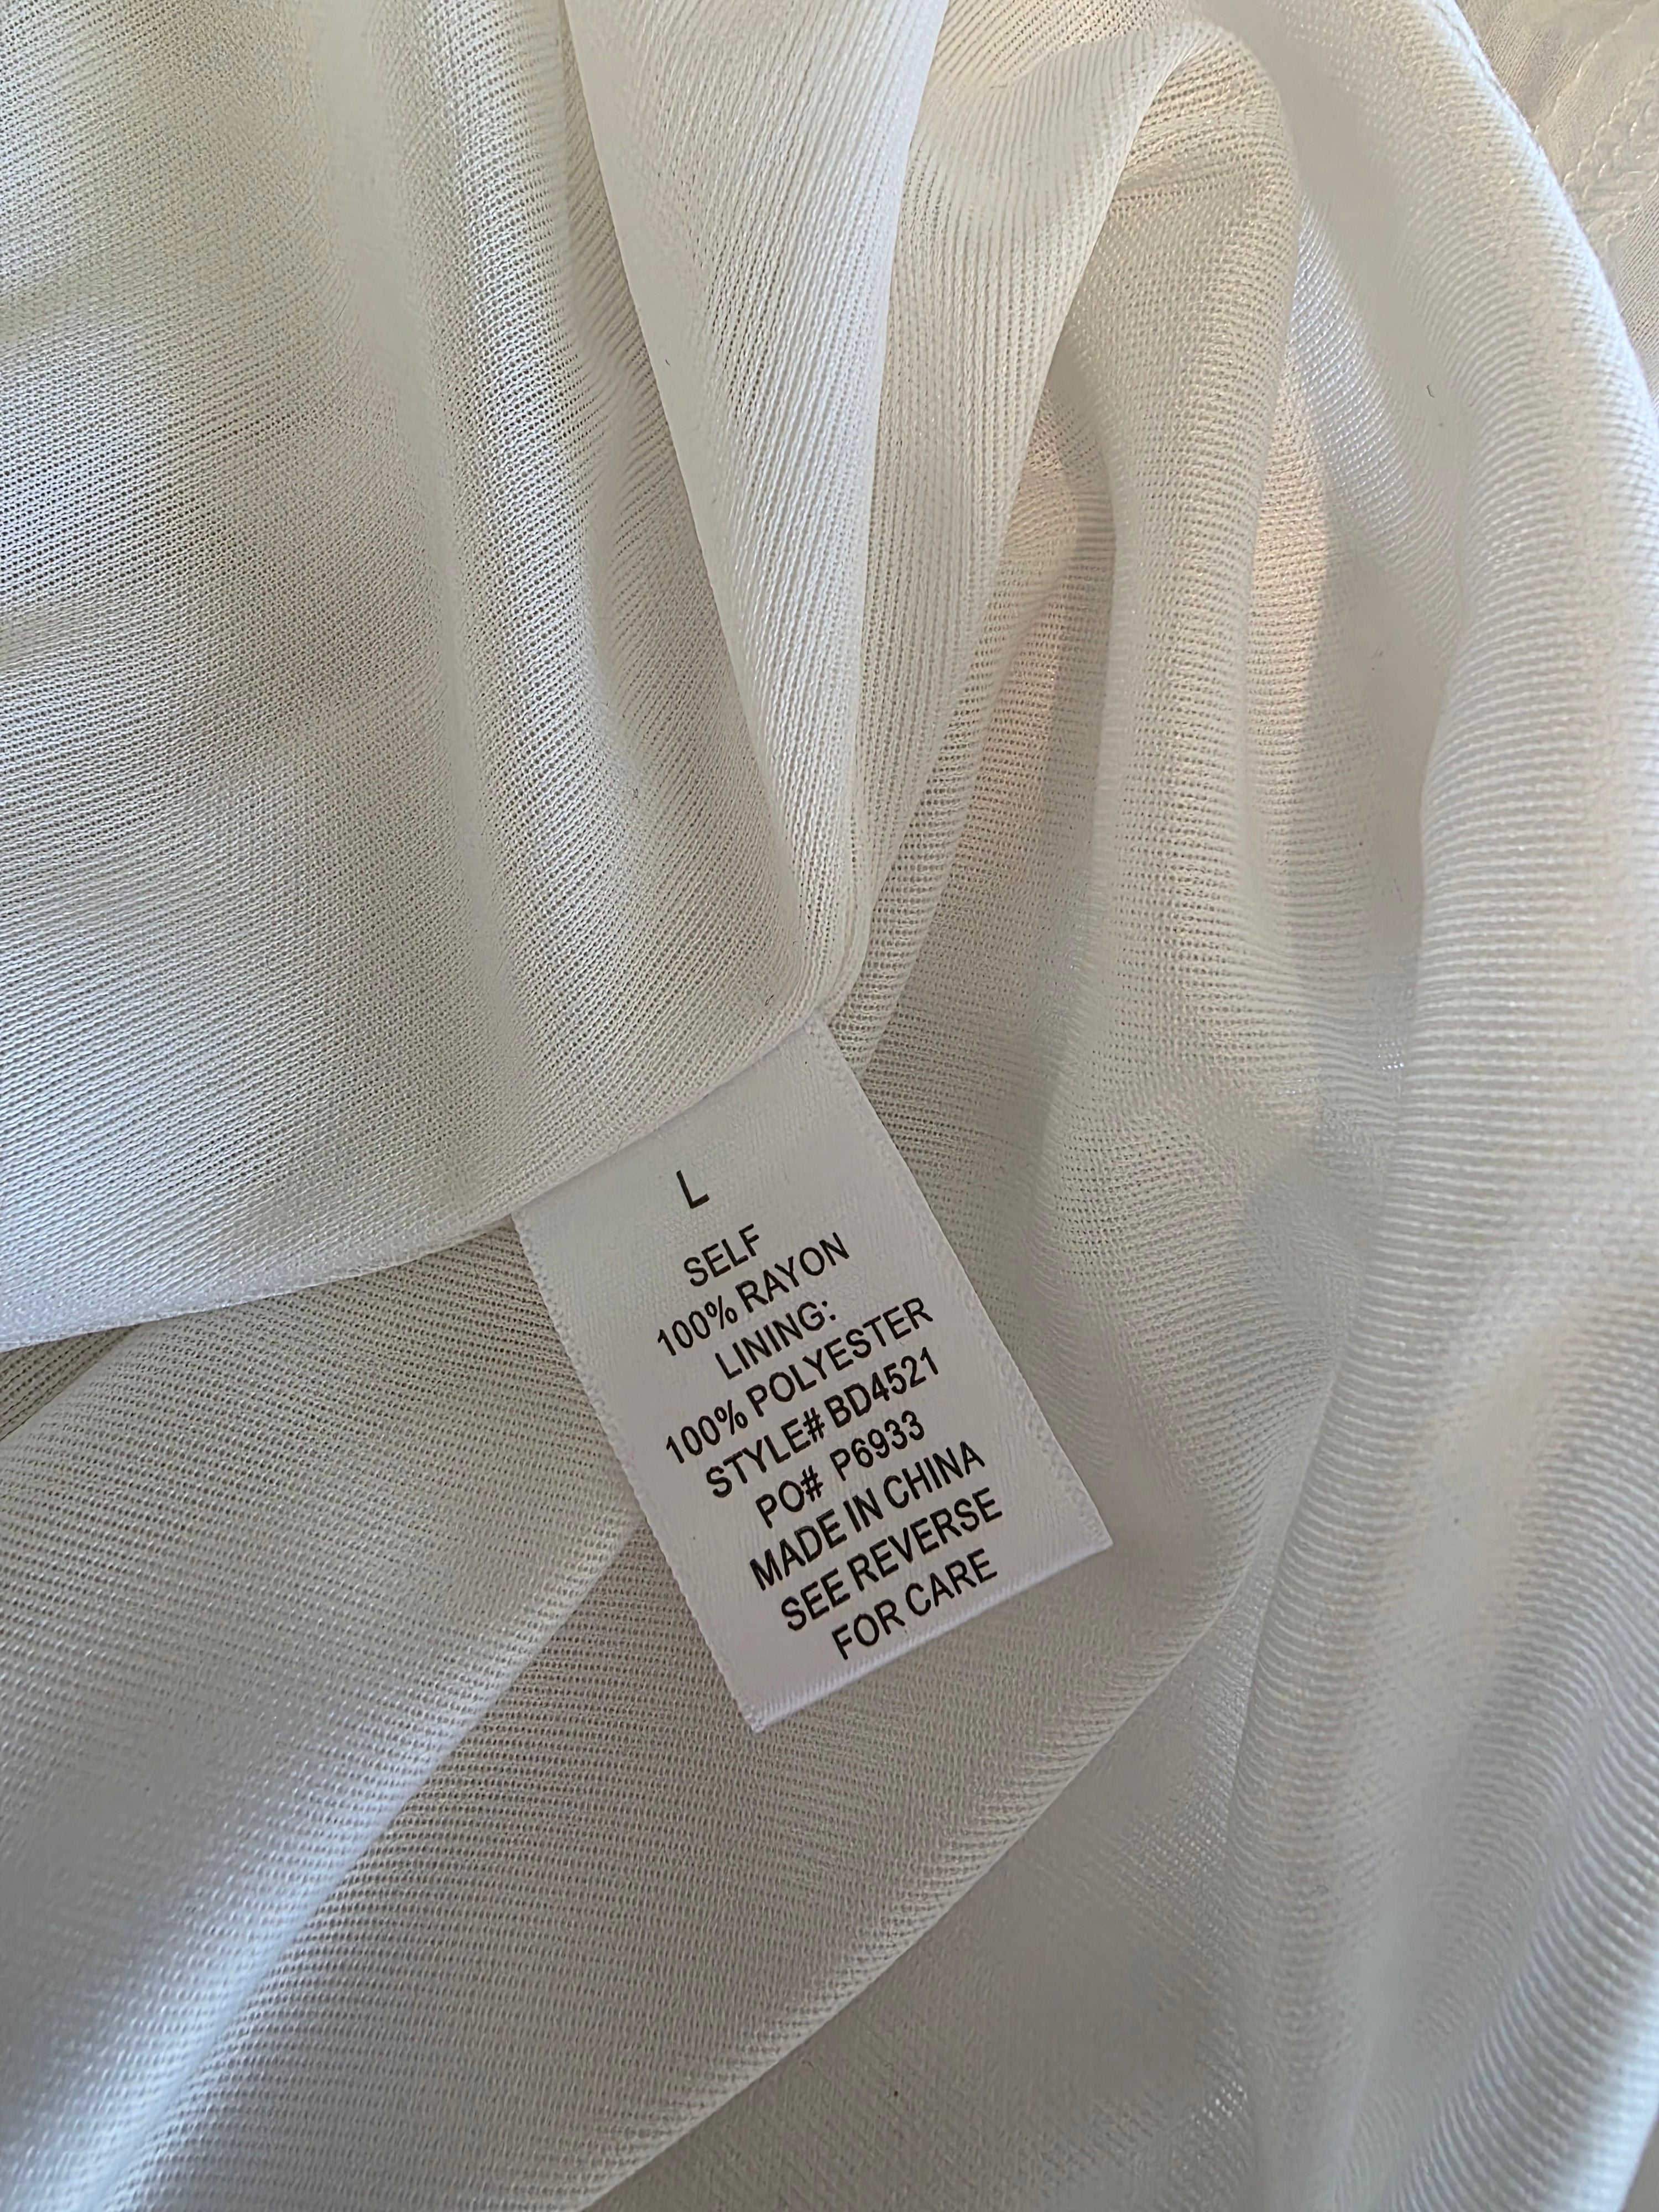 L
SELF
100% RAYON
LINING:
100% POLYESTER
STYLE# BD4521
PO# P6933
MADE IN CHINA
SEE REVERSE
FOR CARE